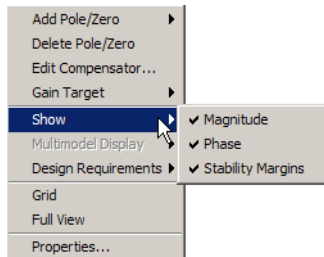 Add Pole/Zero
Delete Pole/Zero
Edit Compensator...
Gain Target
Show
Multimodel Display
Design Requirements
Grid
Full View
Properties...
Magnitude
Phase
Stability Margins